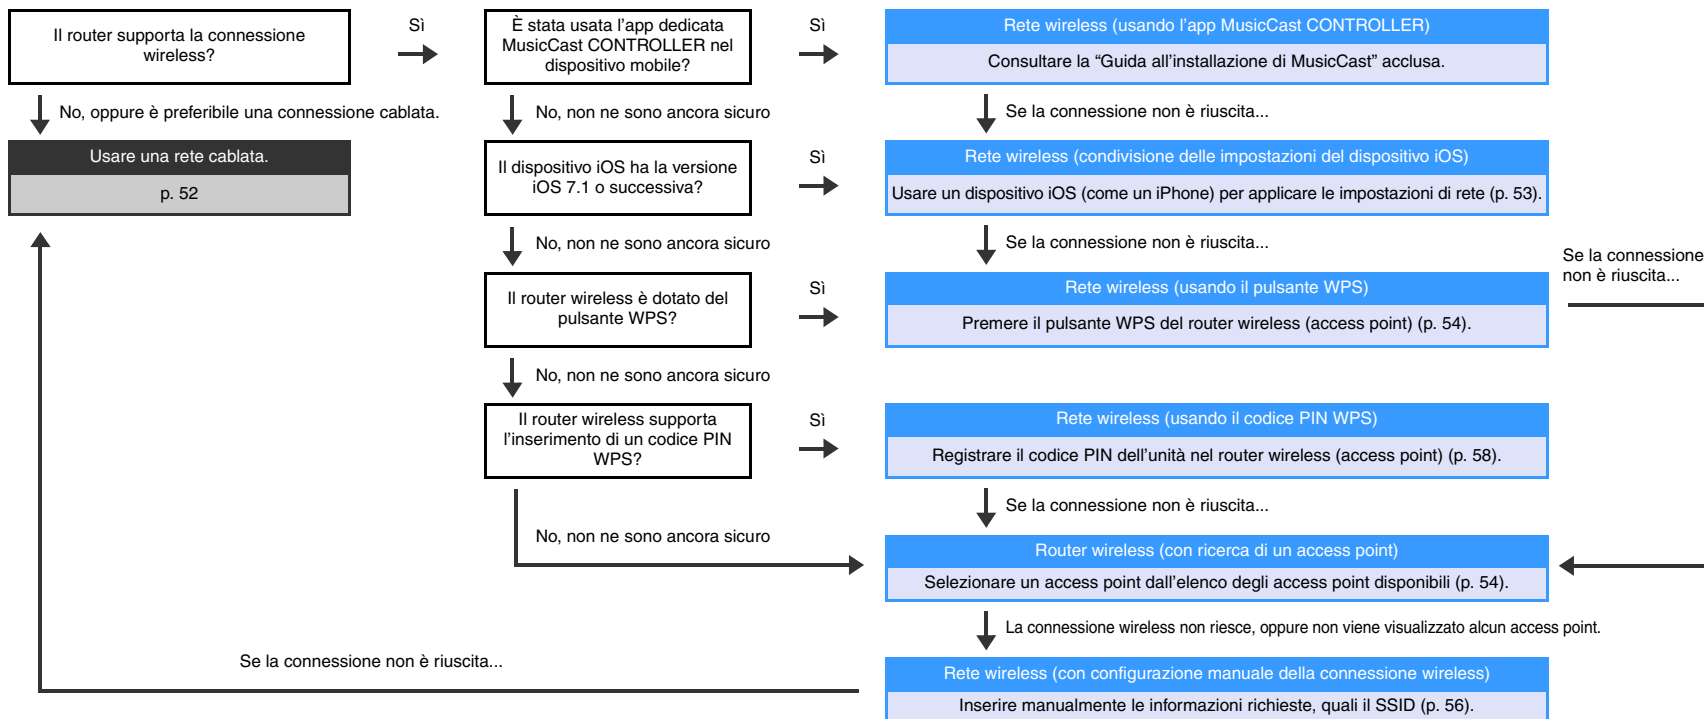 Il router supporta la connessione
wireless?
Sì
È stata usata l'app dedicata
MusicCast CONTROLLER nel
dispositivo mobile?
Sì
Rete wireless (usando l'app MusicCast CONTROLLER)
Consultare la “Guida all'installazione di MusicCast” acclusa.
No, oppure è preferibile una connessione cablata.
No, non ne sono ancora sicuro
Se la connessione non è riuscita...
Usare una rete cablata.
p. 52
Il dispositivo iOS ha la versione
iOS 7.1 o successiva?
Sì
Rete wireless (condivisione delle impostazioni del dispositivo iOS)
Usare un dispositivo iOS (come un iPhone) per applicare le impostazioni di rete (p. 53).
No, non ne sono ancora sicuro
Se la connessione non è riuscita...
Se la connessione
non è riuscita...
Il router wireless è dotato del
pulsante WPS?
Sì
Rete wireless (usando il pulsante WPS)
Premere il pulsante WPS del router wireless (access point) (p. 54).
No, non ne sono ancora sicuro
Il router wireless supporta
l'inserimento di un codice PIN
WPS?
Sì
Rete wireless (usando il codice PIN WPS)
Registrare il codice PIN dell'unità nel router wireless (access point) (p. 58).
Se la connessione non è riuscita...
No, non ne sono ancora sicuro
Router wireless (con ricerca di un access point)
Selezionare un access point dall'elenco degli access point disponibili (p. 54).
La connessione wireless non riesce, oppure non viene visualizzato alcun access point.
Se la connessione non è riuscita...
Rete wireless (con configurazione manuale della connessione wireless)
Inserire manualmente le informazioni richieste, quali il SSID (p. 56).